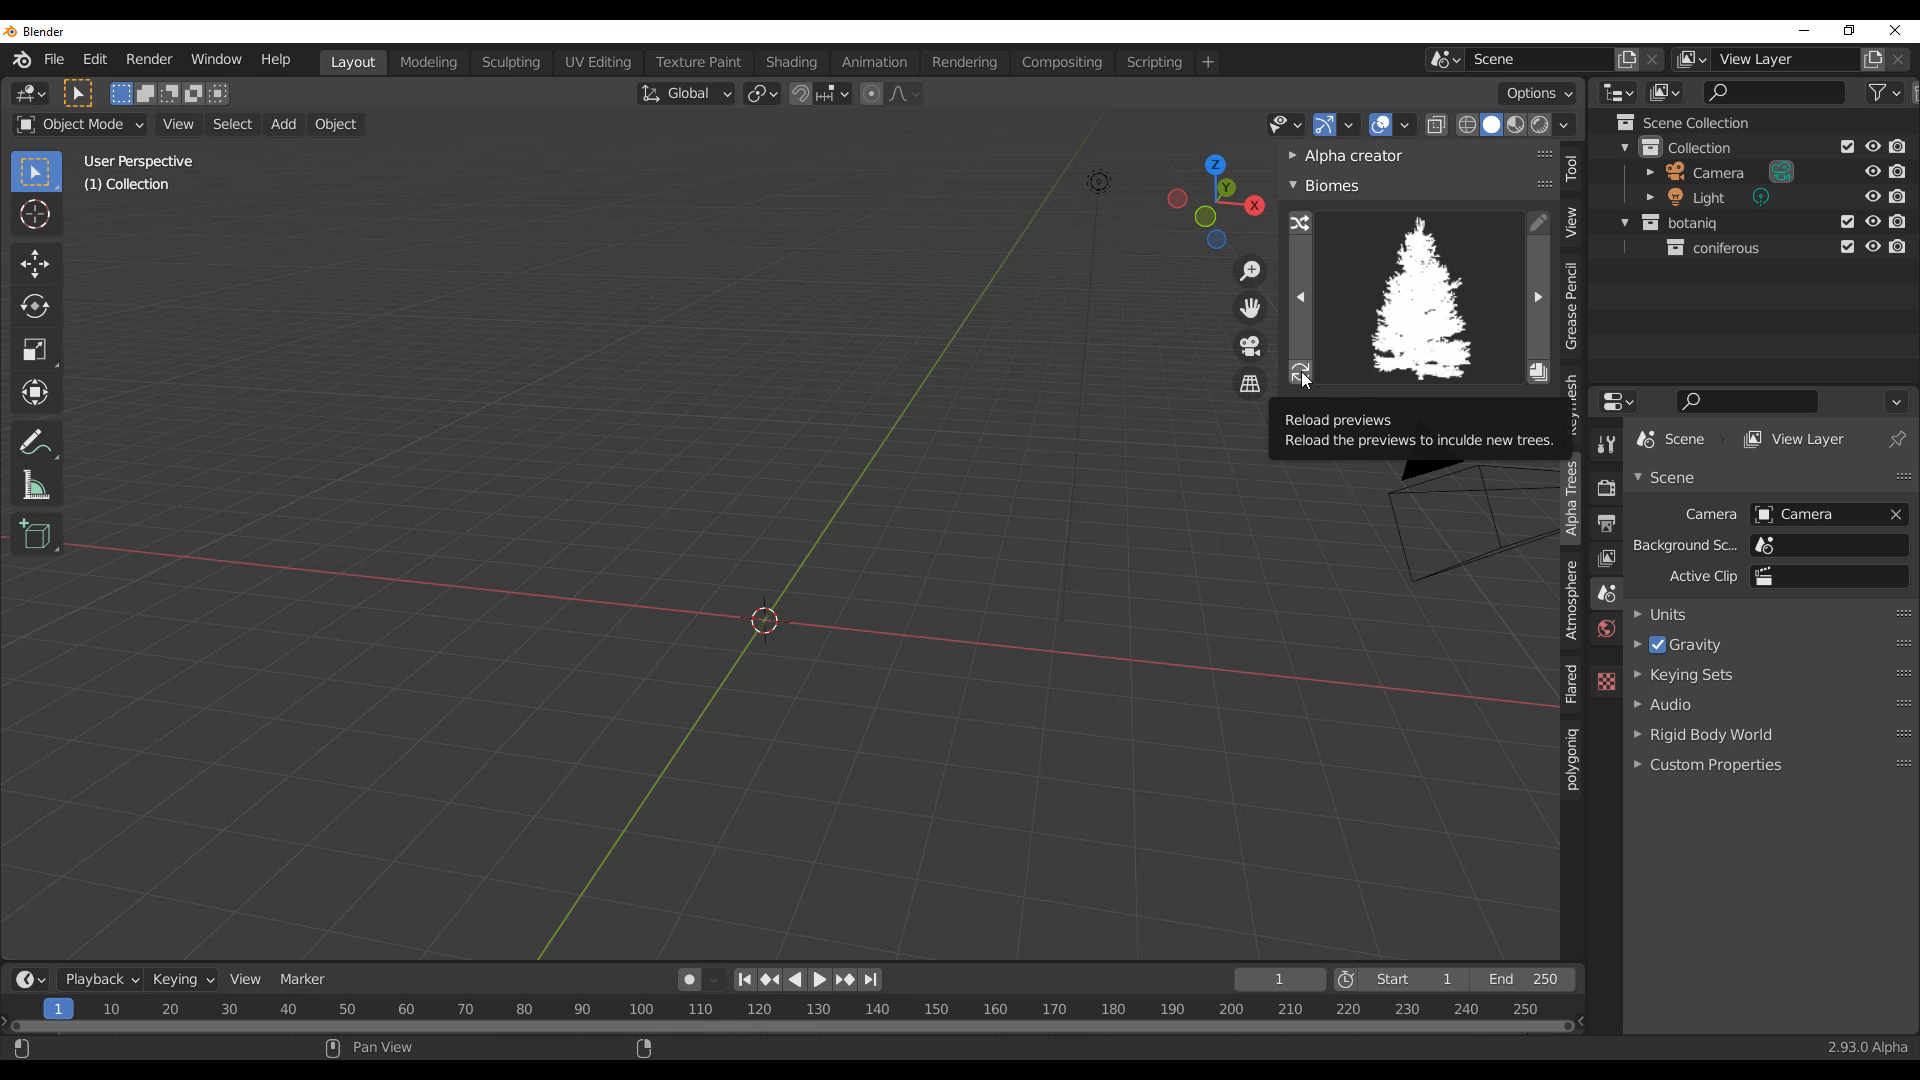 Blender
File Edit Render Window Help Layout Modeling Sculpting UV Editing Texture Paint Shading Animation Rendering Compositing Scripting + Scene View Layer
Global Options
Object Mode View Select Add Object
User Perspective
(1) Collection
Z
Y
X
Alpha creator
Biomes
Reload previews
Reload the previews to inculde new trees.
Tool
View
Grease Pencil
Keymesh
Alpha Trees
Atmosphere
Flared
polygoniq
Scene Collection
Collection
Camera
Light
botaniq
coniferous
Scene View Layer
Scene
Camera Camera
Background Sc...
Active Clip
Units
Gravity
Keying Sets
Audio
Rigid Body World
Custom Properties
Playback Keying View Marker 1 Start 1 End 250
1 10 20 30 40 50 60 70 80 90 100 110 120 130 140 150 160 170 180 190 200 210 220 230 240 250
Pan View 2.93.0 Alpha